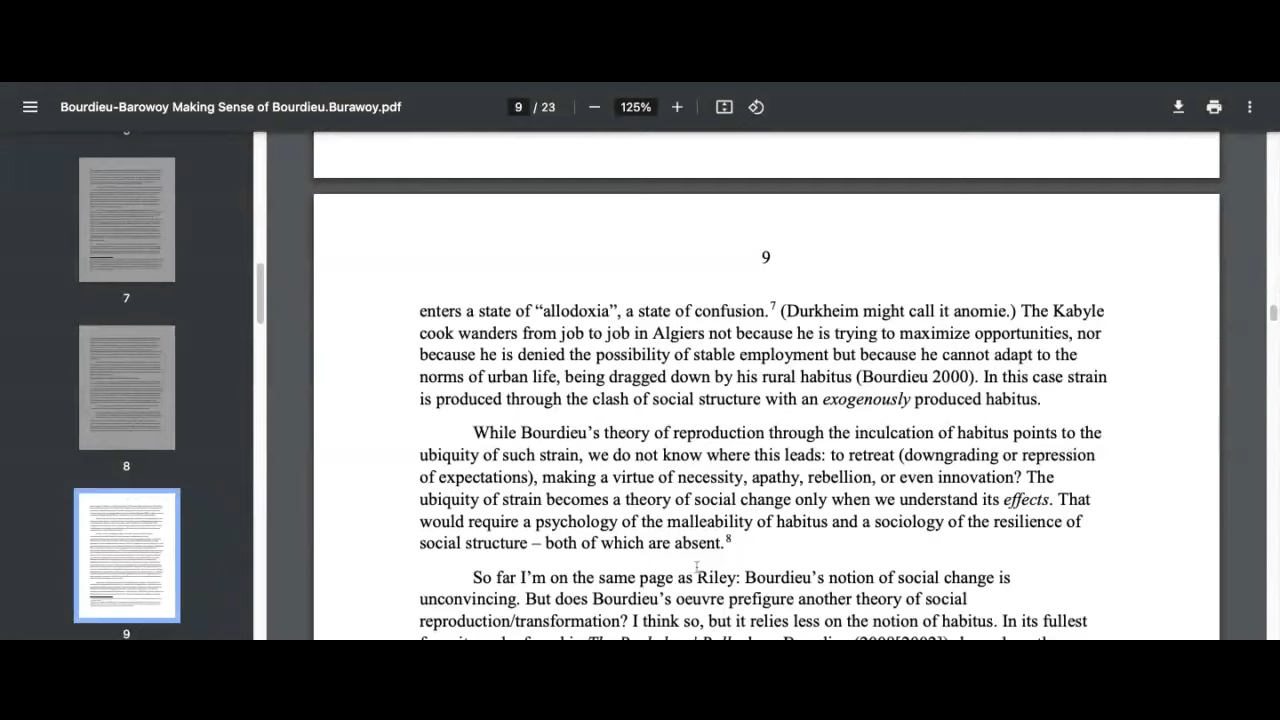 Bourdieu-Barowoy Making Sense of Bourdieu.Burawoy.pdf
9 / 23
125%
7
8
9
9
enters a state of “allodoxia”, a state of confusion.7 (Durkheim might call it anomie.) The Kabyle
cook wanders from job to job in Algiers not because he is trying to maximize opportunities, nor
because he is denied the possibility of stable employment but because he cannot adapt to the
norms of urban life, being dragged down by his rural habitus (Bourdieu 2000). In this case strain
is produced through the clash of social structure with an exogenously produced habitus.
While Bourdieu’s theory of reproduction through the inculcation of habitus points to the
ubiquity of such strain, we do not know where this leads: to retreat (downgrading or repression
of expectations), making a virtue of necessity, apathy, rebellion, or even innovation? The
ubiquity of strain becomes a theory of social change only when we understand its effects. That
would require a psychology of the malleability of habitus and a sociology of the resilience of
social structure – both of which are absent.8
So far I’m on the same page as Riley: Bourdieu’s notion of social change is
unconvincing. But does Bourdieu’s oeuvre prefigure another theory of social
reproduction/transformation? I think so, but it relies less on the notion of habitus. In its fullest